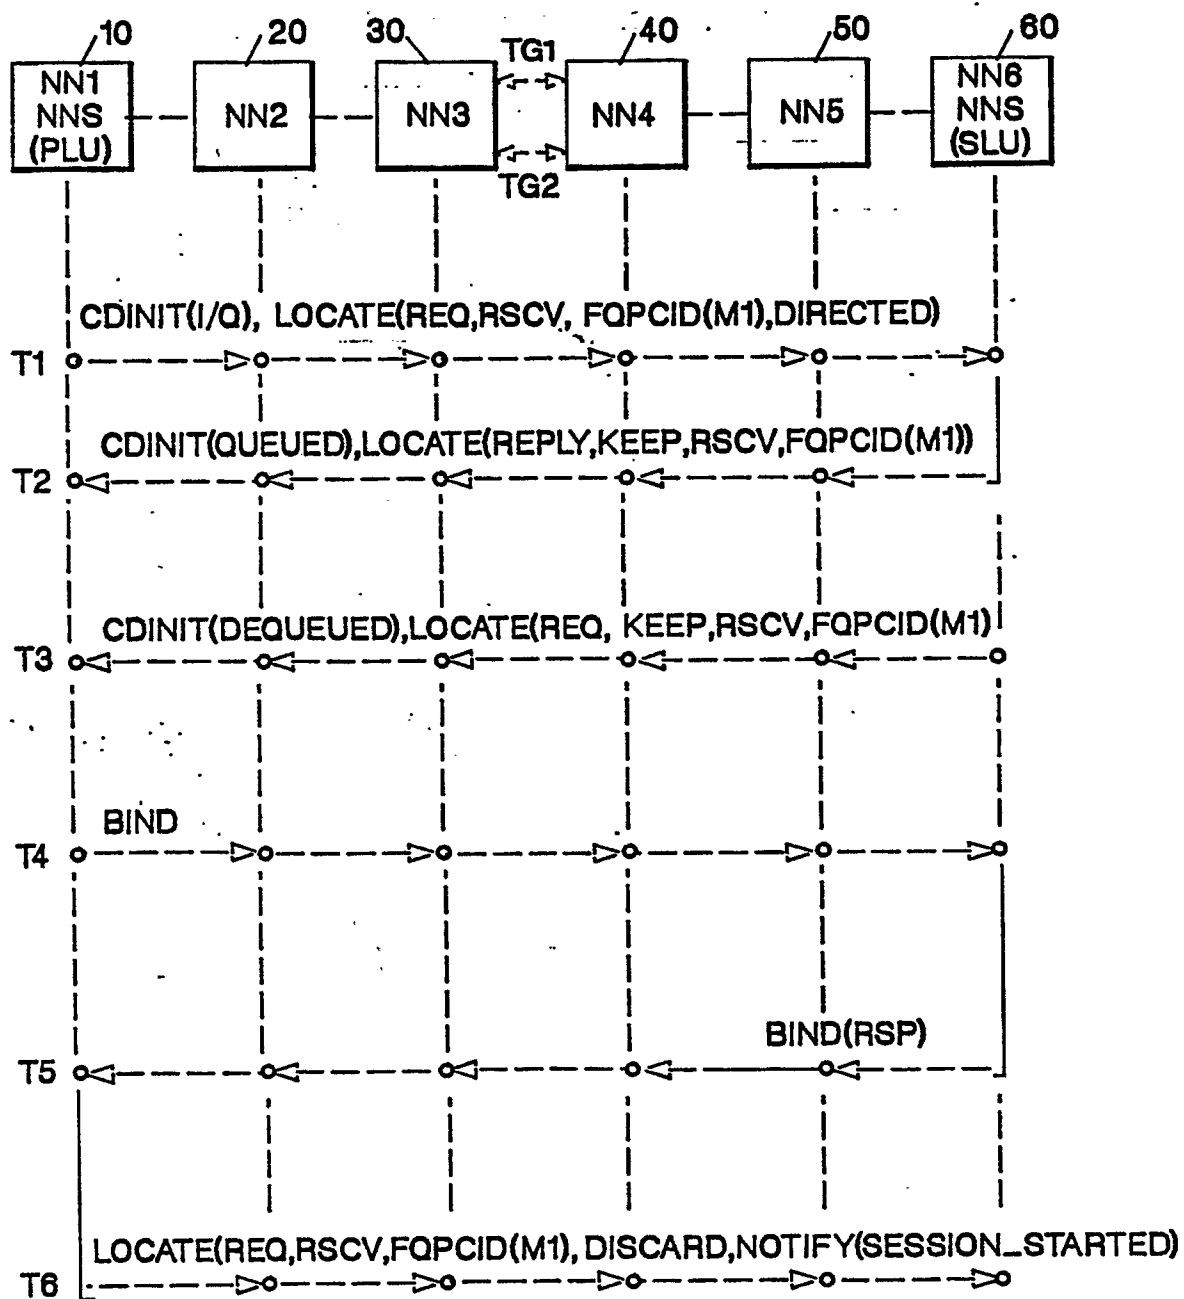 10
20
30
40
50
60
NN1
NNS
(PLU)
NN2
NN3
TG1
TG2
NN4
NN5
NN6
NNS
(SLU)
CDINIT(I/Q), LOCATE(REQ,RSCV, FQPCID(M1),DIRECTED)
T1
CDINIT(QUEUED),LOCATE(REPLY,KEEP,RSCV,FQPCID(M1))
T2
CDINIT(DEQUEUED),LOCATE(REQ, KEEP,RSCV,FQPCID(M1)
T3
BIND
T4
BIND(RSP)
T5
LOCATE(REQ,RSCV,FQPCID(M1), DISCARD,NOTIFY(SESSION_STARTED)
T6